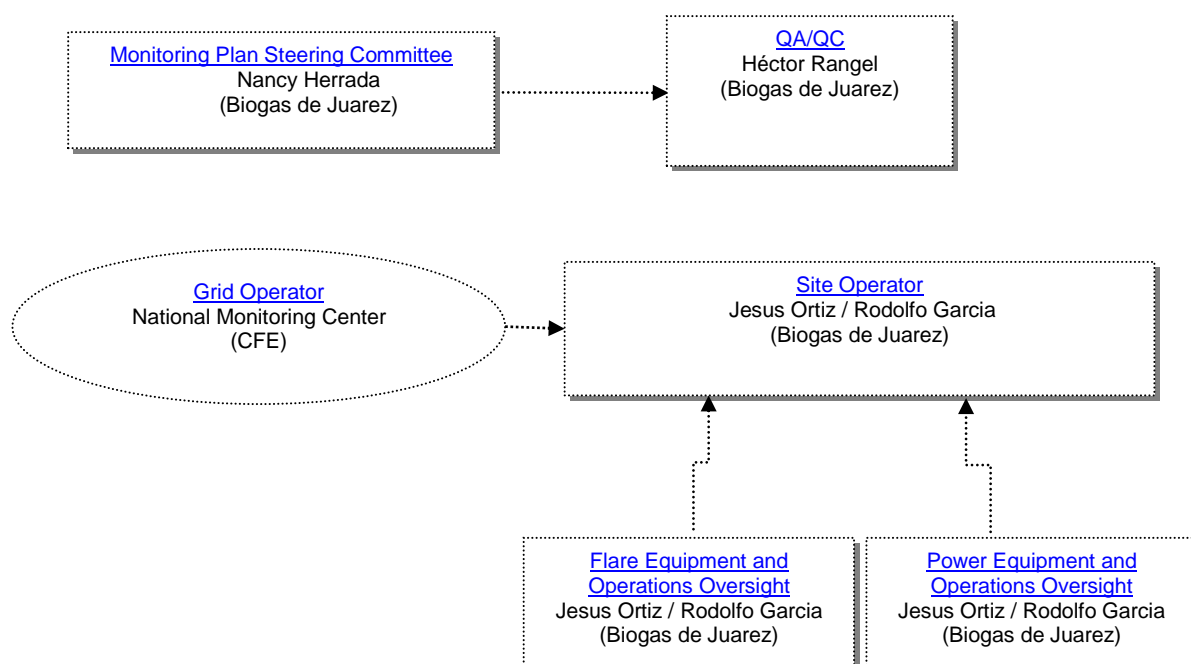 Monitoring Plan Steering Committee
Nancy Herrada
(Biogas de Juarez)
QA/QC
Héctor Rangel
(Biogas de Juarez)
Grid Operator
National Monitoring Center
(CFE)
Site Operator
Jesus Ortiz / Rodolfo Garcia
(Biogas de Juarez)
Flare Equipment and
Operations Oversight
Jesus Ortiz / Rodolfo Garcia
(Biogas de Juarez)
Power Equipment and
Operations Oversight
Jesus Ortiz / Rodolfo Garcia
(Biogas de Juarez)